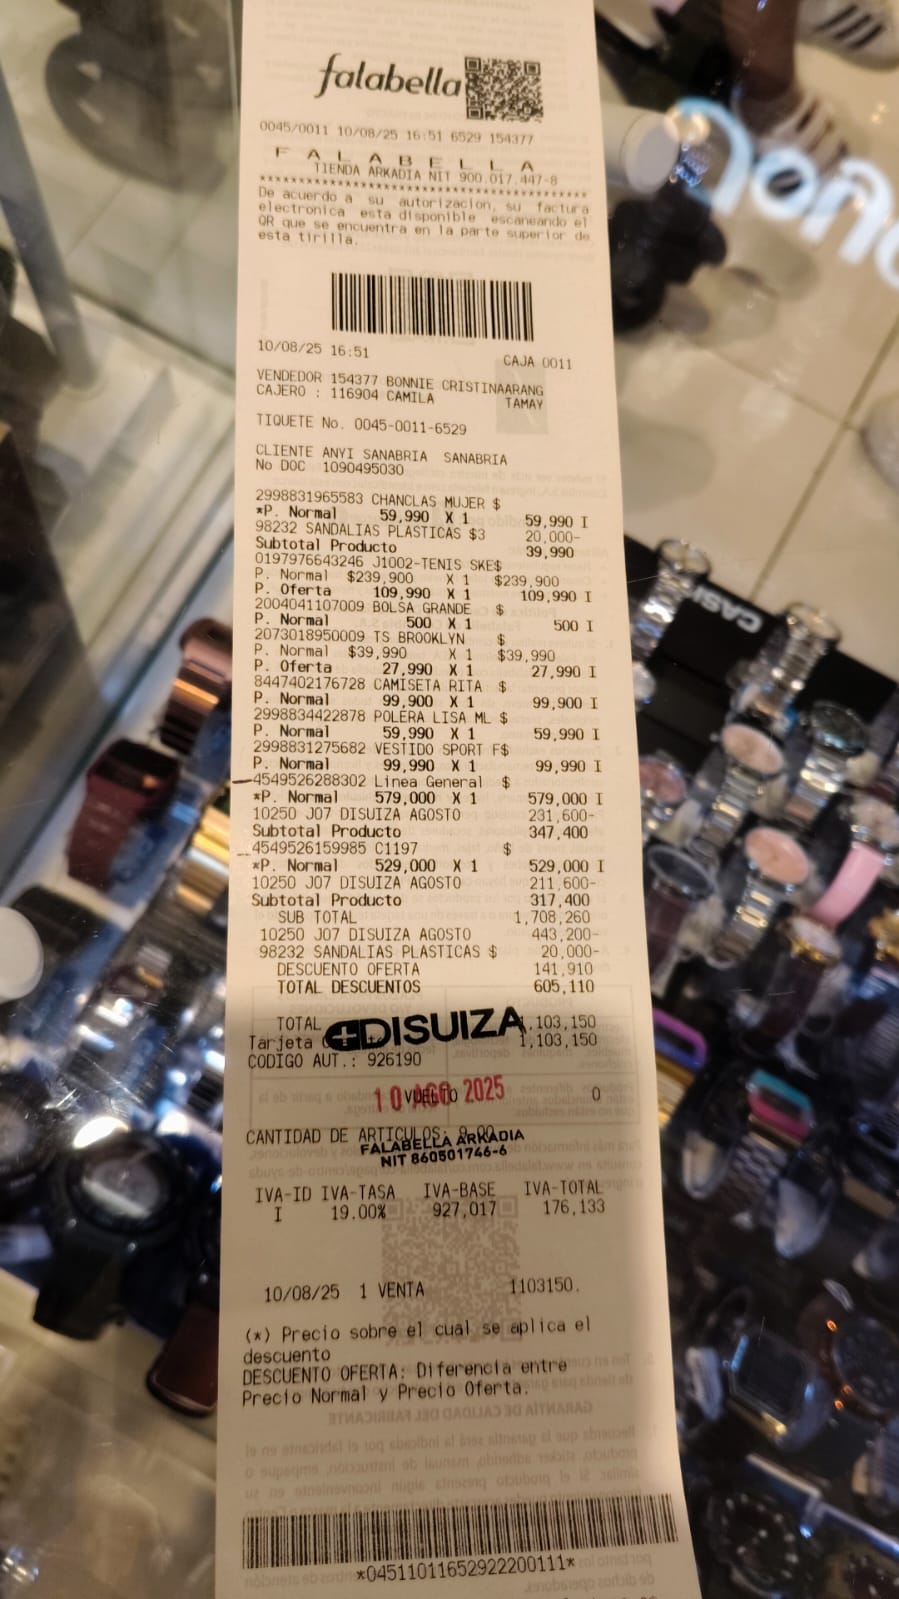 falabella
0045/0011 10/08/25 16:51 6529 154377
F A L A B E L L A
TIENDA ARKADIA NIT 900.017.447-8
****************************************
De acuerdo a su autorizacion, su factura
electronica esta disponible escaneando el
QR que se encuentra en la parte superior de
esta tirilla.
10/08/25 16:51 CAJA 0011
VENDEDOR 154377 BONNIE CRISTINAARANG
CAJERO : 116904 CAMILA TAMAY
TIQUETE No. 0045-0011-6529
CLIENTE ANYI SANABRIA SANABRIA
No DOC 1090495030
2998831965583 CHANCLAS MUJER $
*P. Normal 59,990 X 1 59,990 I
98232 SANDALIAS PLASTICAS $3 20,000-
Subtotal Producto 39,990
0197976643246 J1002-TENIS SKE$
P. Normal $239,900 X 1 $239,900
P. Oferta 109,990 X 1 109,990 I
2004041107009 BOLSA GRANDE $
P. Normal 500 X 1 500 I
2073018950009 TS BROOKLYN $
P. Normal $39,990 X 1 $39,990
P. Oferta 27,990 X 1 27,990 I
8447402176728 CAMISETA RITA $
P. Normal 99,900 X 1 99,900 I
2998834422878 POLERA LISA ML $
P. Normal 59,990 X 1 59,990 I
2998831275682 VESTIDO SPORT F$
P. Normal 99,990 X 1 99,990 I
4549526288302 Linea General $
*P. Normal 579,000 X 1 579,000 I
10250 J07 DISUIZA AGOSTO 231,600-
Subtotal Producto 347,400
4549526159985 C1197 $
*P. Normal 529,000 X 1 529,000 I
10250 J07 DISUIZA AGOSTO 211,600-
Subtotal Producto 317,400
SUB TOTAL 1,708,260
10250 J07 DISUIZA AGOSTO 443,200-
98232 SANDALIAS PLASTICAS $ 20,000-
DESCUENTO OFERTA 141,910
TOTAL DESCUENTOS 605,110
TOTAL 1,103,150
DISUIZA
Tarjeta 1,103,150
CODIGO AUT.: 926190
VUELTO 0
10 AGO 2025
CANTIDAD DE ARTICULOS: 9.00
FALABELLA ARKADIA
NIT 860501746-6
IVA-ID IVA-TASA IVA-BASE IVA-TOTAL
I 19.00% 927,017 176,133
10/08/25 1 VENTA 1103150.
(*) Precio sobre el cual se aplica el
descuento
DESCUENTO OFERTA: Diferencia entre
Precio Normal y Precio Oferta.
*04511011652922200111*
CASI